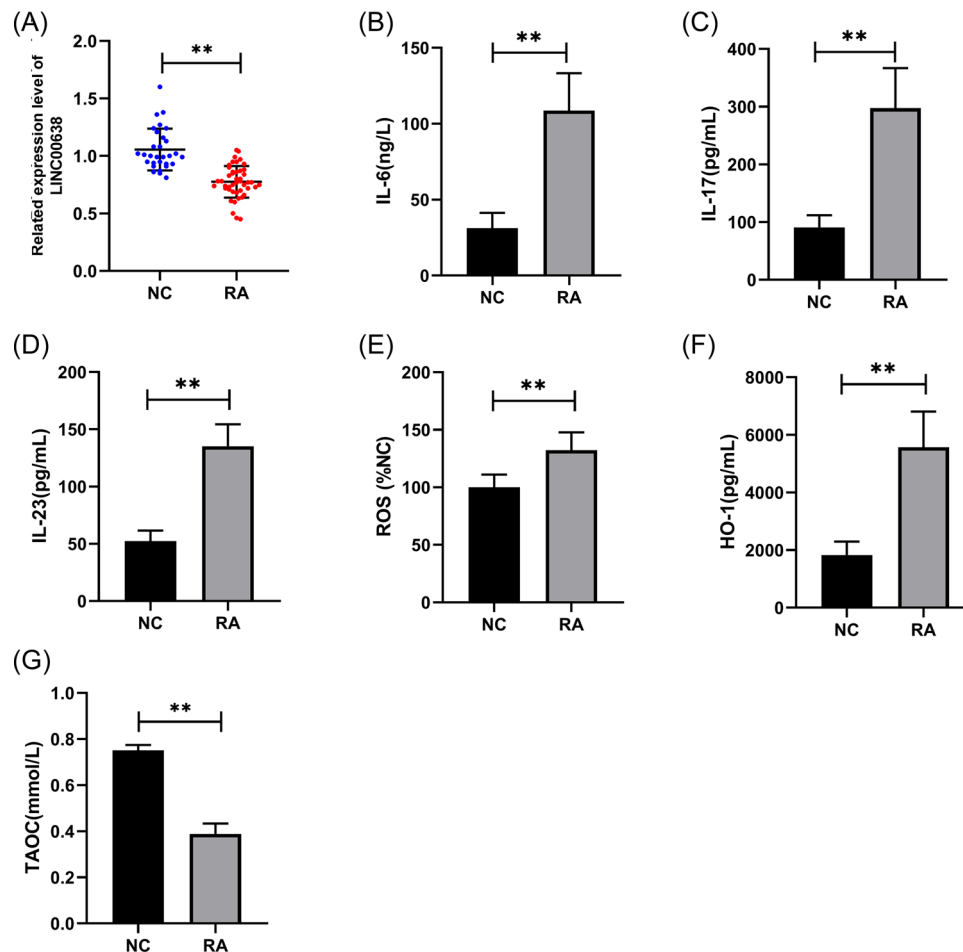 (A)
Related expression level of
LINC00638
2.0
1.5
1.0
0.5
0.0
**
NC RA
(B)
IL-6(ng/L)
150
100
50
0
**
NC RA
(C)
IL-17(pg/mL)
400
300
200
100
0
**
NC RA
(D)
IL-23(pg/mL)
200
150
100
50
0
**
NC RA
(E)
ROS (%NC)
200
150
100
50
0
**
NC RA
(F)
HO-1(pg/mL)
8000
6000
4000
2000
0
**
NC RA
(G)
TAOC(mmol/L)
1.0
0.8
0.6
0.4
0.2
0.0
**
NC RA